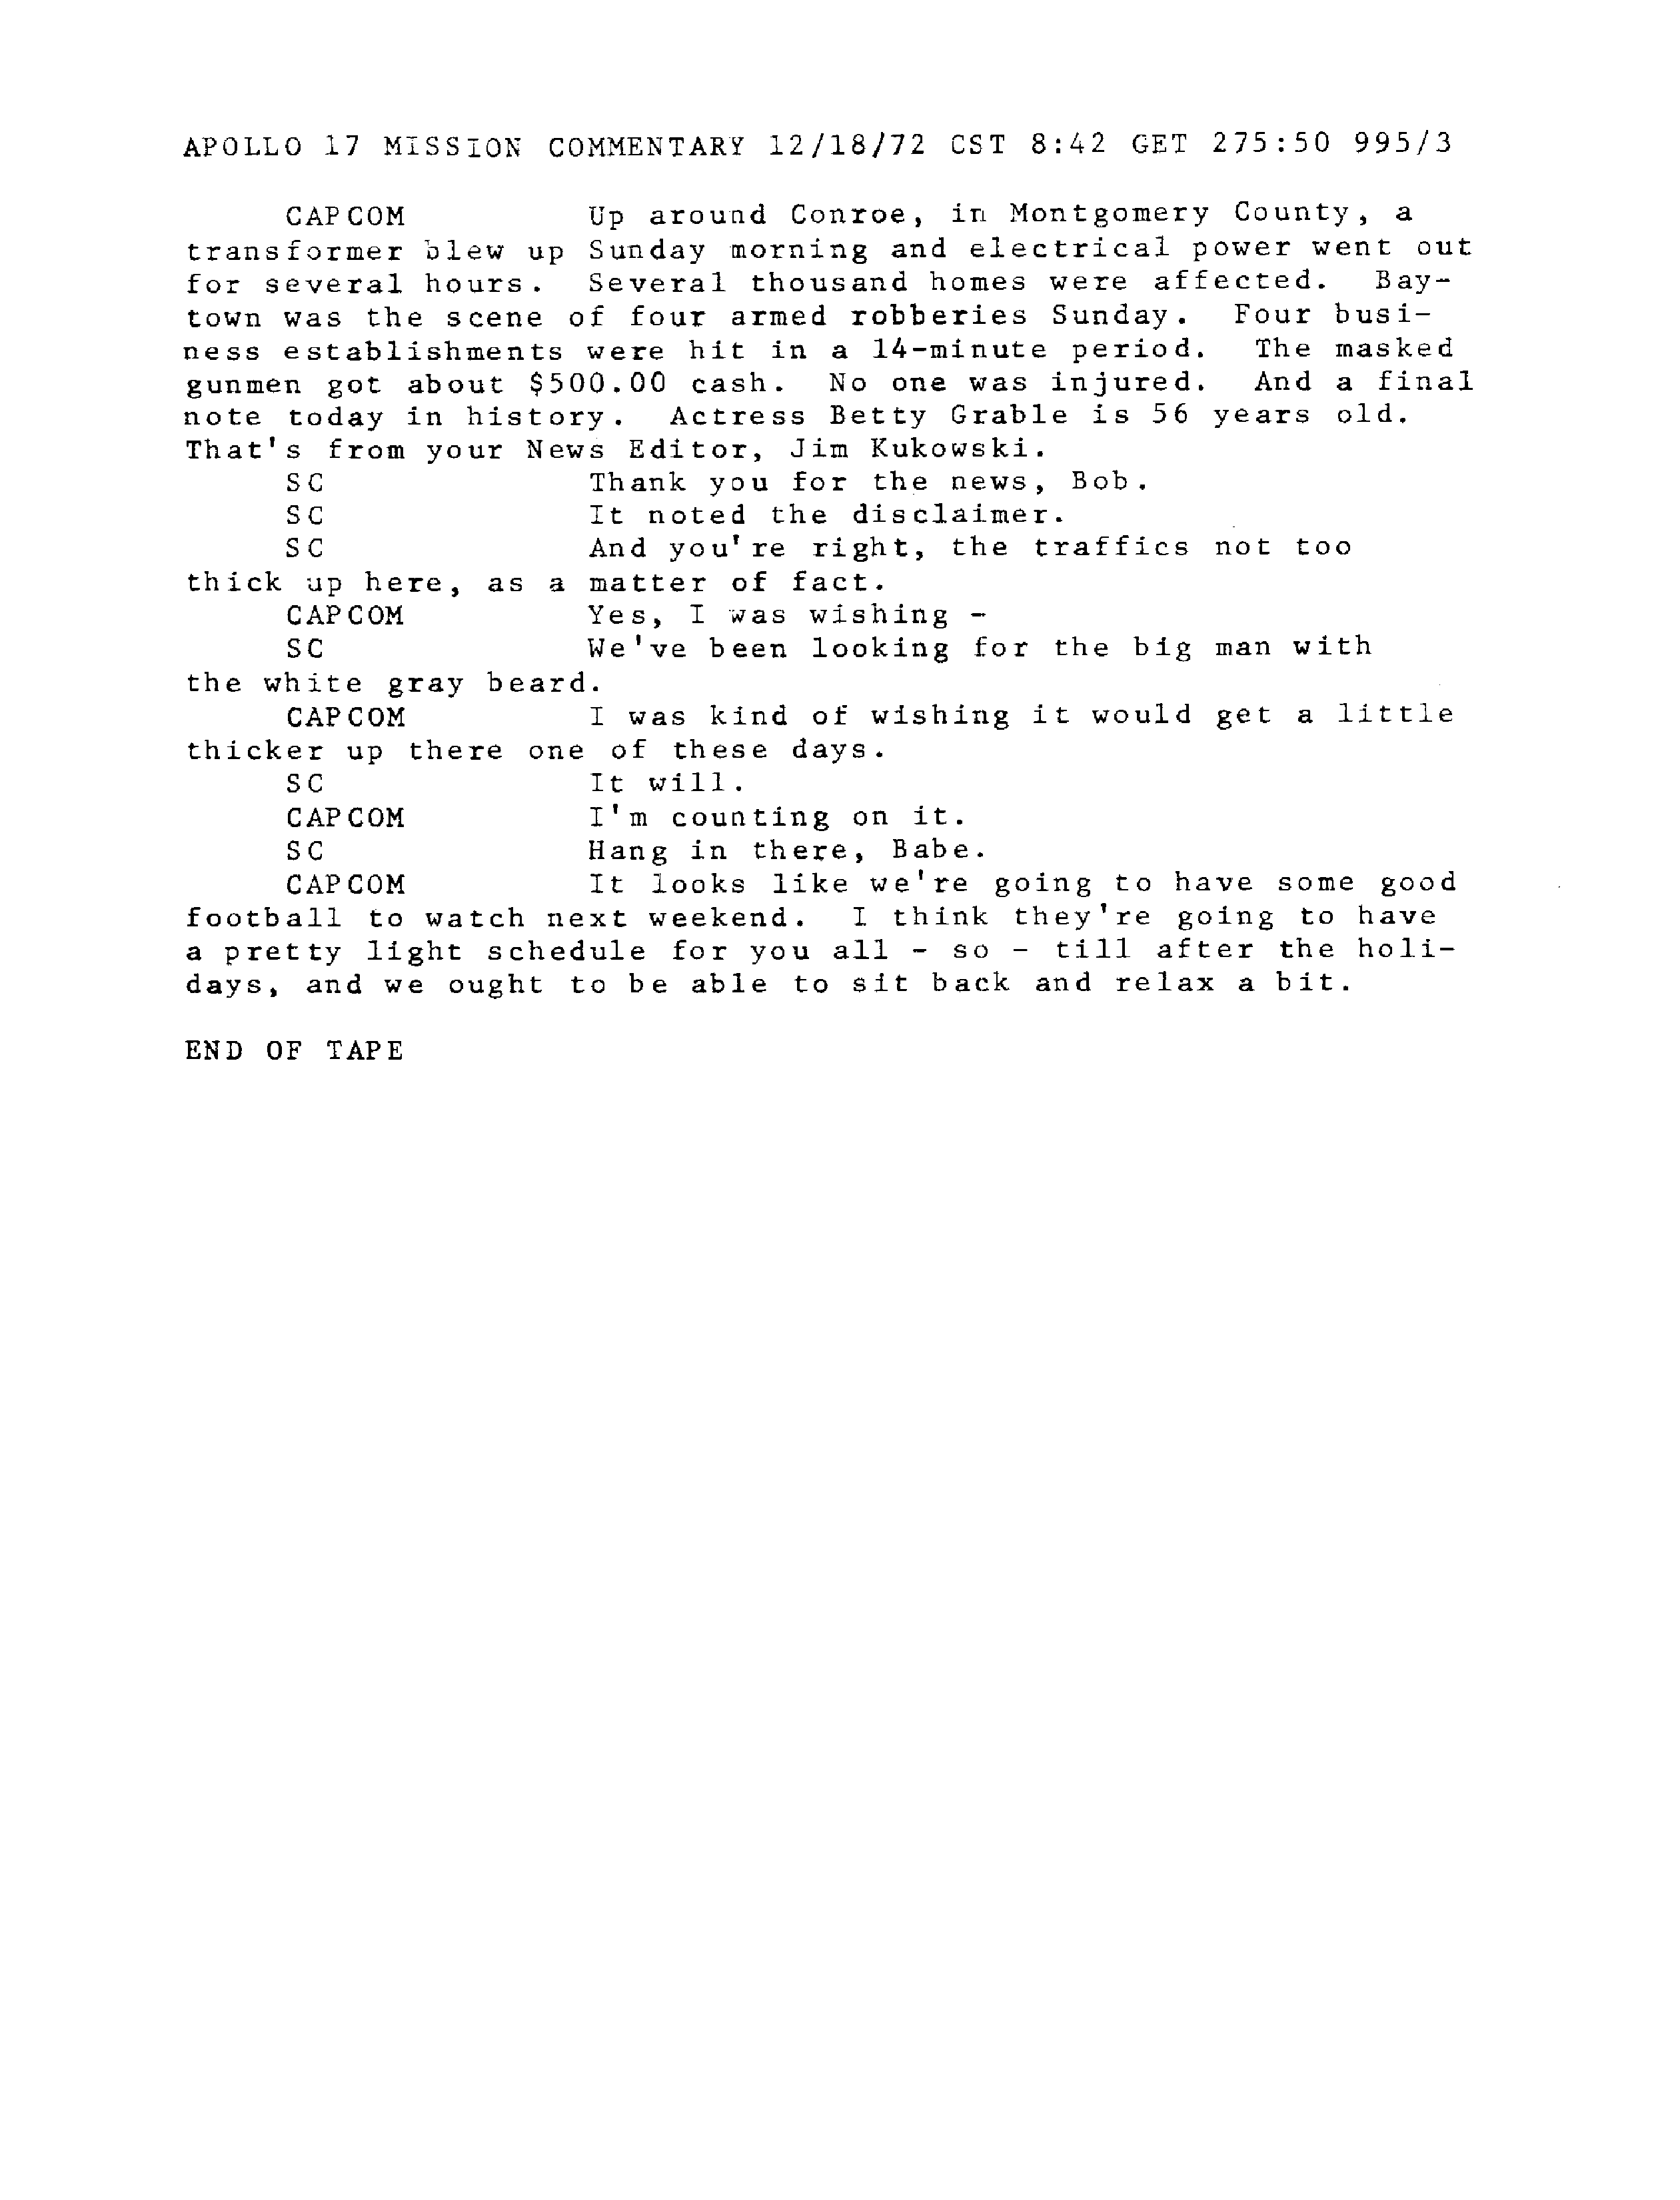 APOLLO 17 MISSION COMMENTARY 12/18/72 CST 8:42 GET 275:50 995/3
CAPCOM Up around Conroe, in Montgomery County, a
transformer blew up Sunday morning and electrical power went out
for several hours. Several thousand homes were affected. Bay-
town was the scene of four armed robberies Sunday. Four busi-
ness establishments were hit in a 14-minute period. The masked
gunmen got about $500.00 cash. No one was injured. And a final
note today in history. Actress Betty Grable is 56 years old.
That's from your News Editor, Jim Kukowski.
SC Thank you for the news, Bob.
SC It noted the disclaimer.
SC And you're right, the traffics not too
thick up here, as a matter of fact.
CAPCOM Yes, I was wishing -
SC We've been looking for the big man with
the white gray beard.
CAPCOM I was kind of wishing it would get a little
thicker up there one of these days.
SC It will.
CAPCOM I'm counting on it.
SC Hang in there, Babe.
CAPCOM It looks like we're going to have some good
football to watch next weekend. I think they're going to have
a pretty light schedule for you all - so - till after the holi-
days, and we ought to be able to sit back and relax a bit.
END OF TAPE